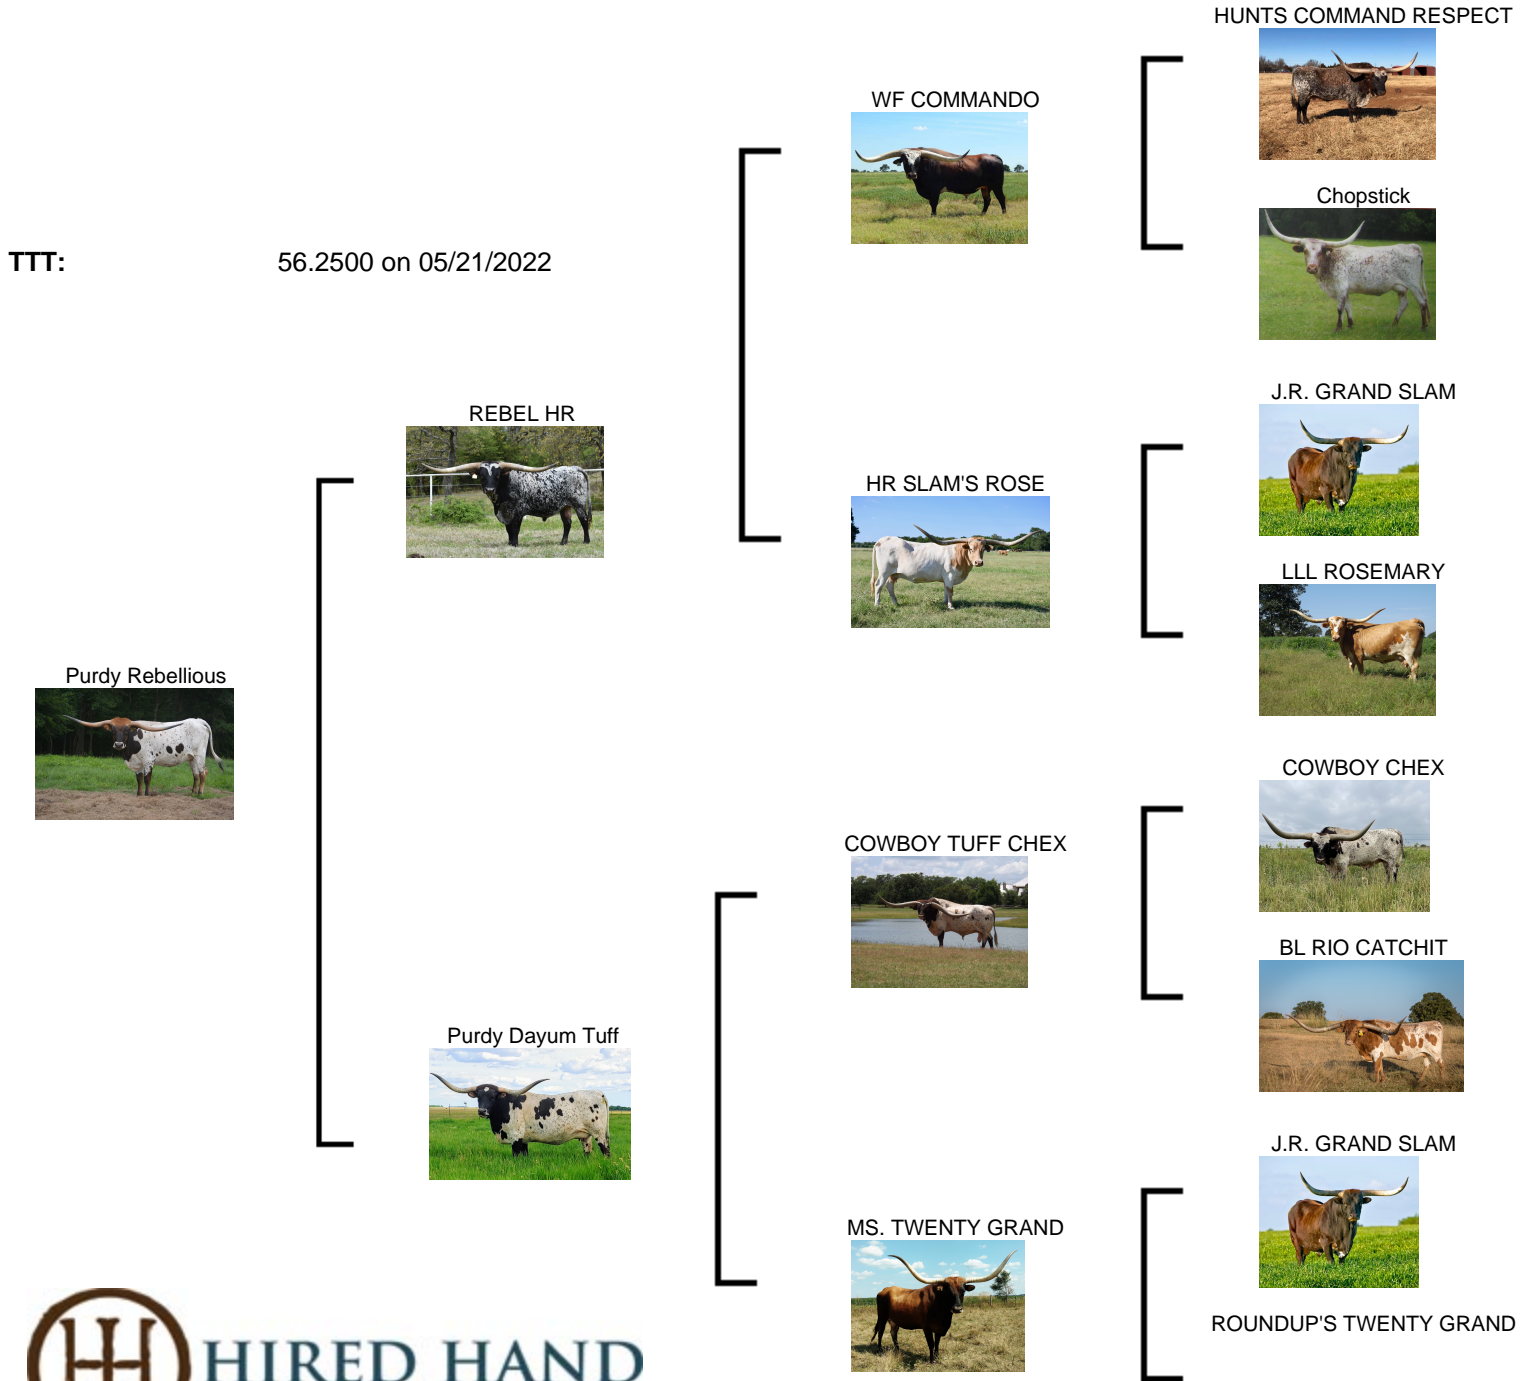 HUNTS COMMAND RESPECT
WF COMMANDO
Chopstick
TTT: 56.2500 on 05/21/2022
J.R. GRAND SLAM
REBEL HR
HR SLAM'S ROSE
LLL ROSEMARY
Purdy Rebellious
COWBOY CHEX
COWBOY TUFF CHEX
BL RIO CATCHIT
Purdy Dayum Tuff
J.R. GRAND SLAM
MS. TWENTY GRAND
ROUNDUP'S TWENTY GRAND
HIRED HAND